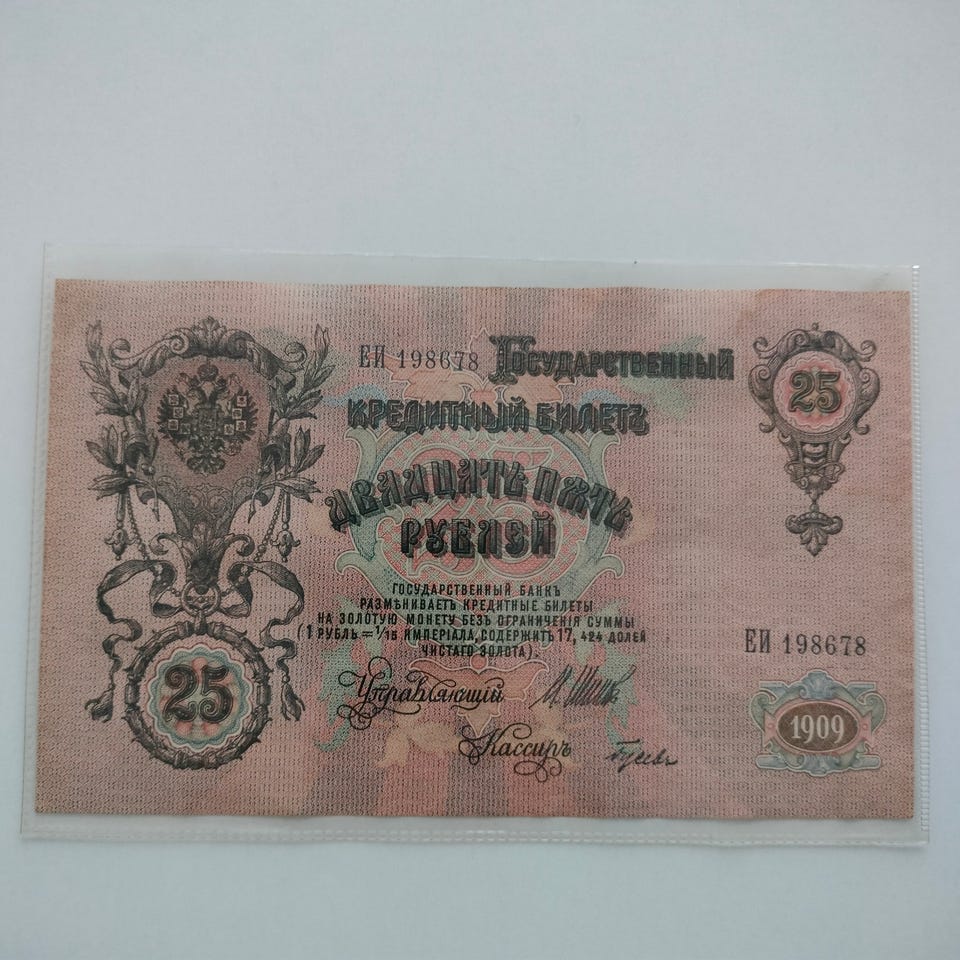 ЕИ 198678 Государственный
кредитный билетъ
25
двадцать пять
рублей
Государственный банкъ
размѣниваетъ кредитные билеты
на золотую монету безъ ограниченія суммы
(1 рубль = 1/15 имперіала, содержитъ 17,424 долей
чистаго золота).
ЕИ 198678
Управляющій
25
1909
Кассиръ